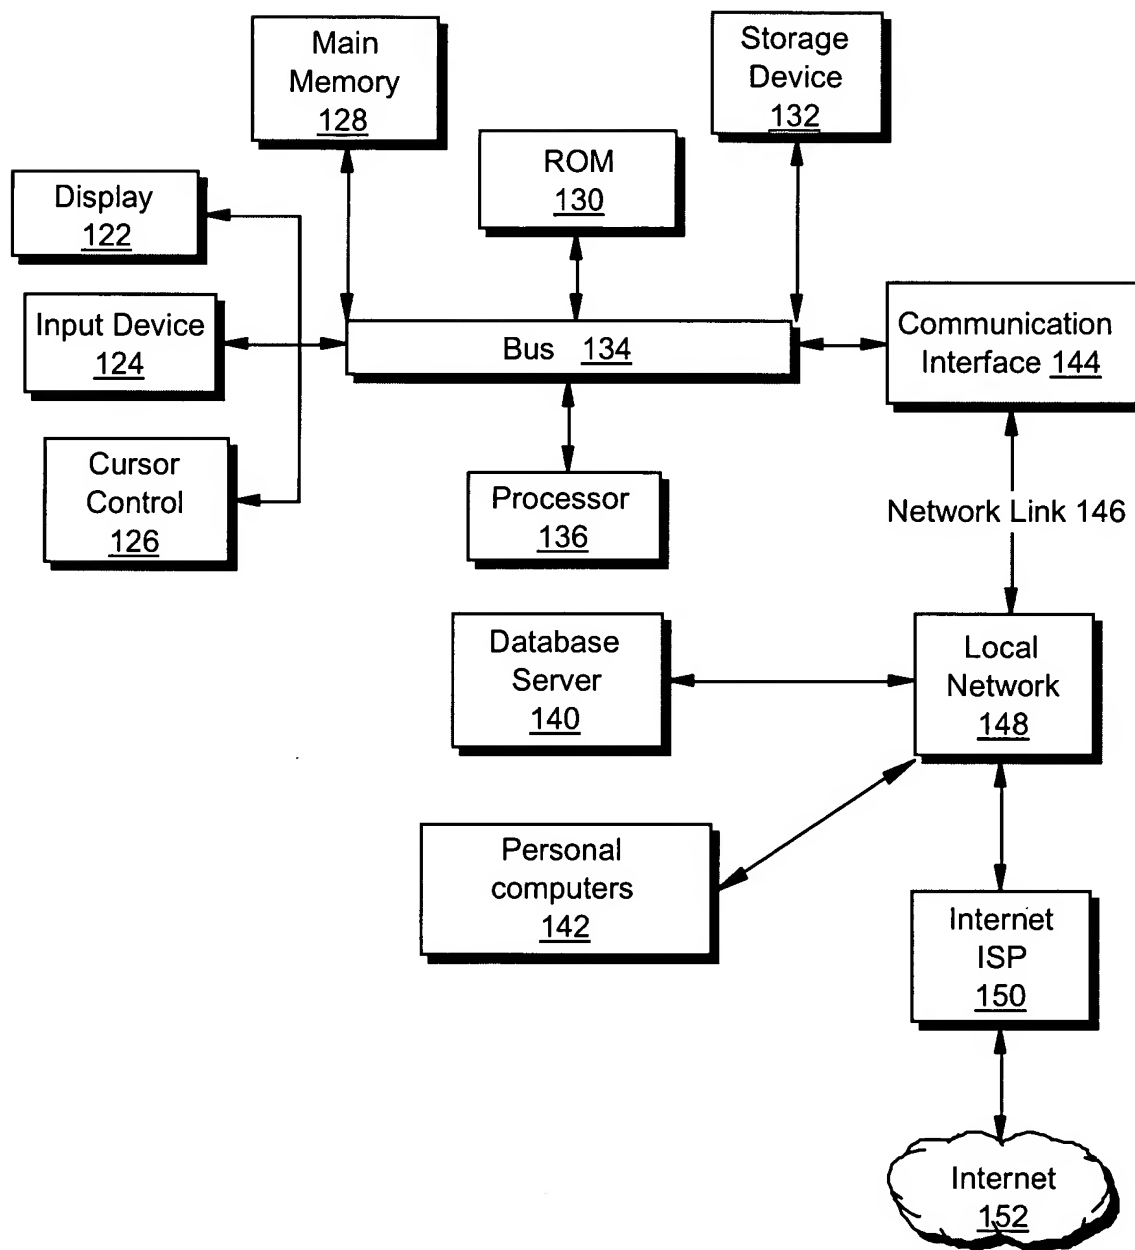 Main
Memory
128
Storage
Device
132
ROM
130
Display
122
Input Device
124
Bus 134
Communication
Interface 144
Cursor
Control
126
Processor
136
Network Link 146
Database
Server
140
Local
Network
148
Personal
computers
142
Internet
ISP
150
Internet
152